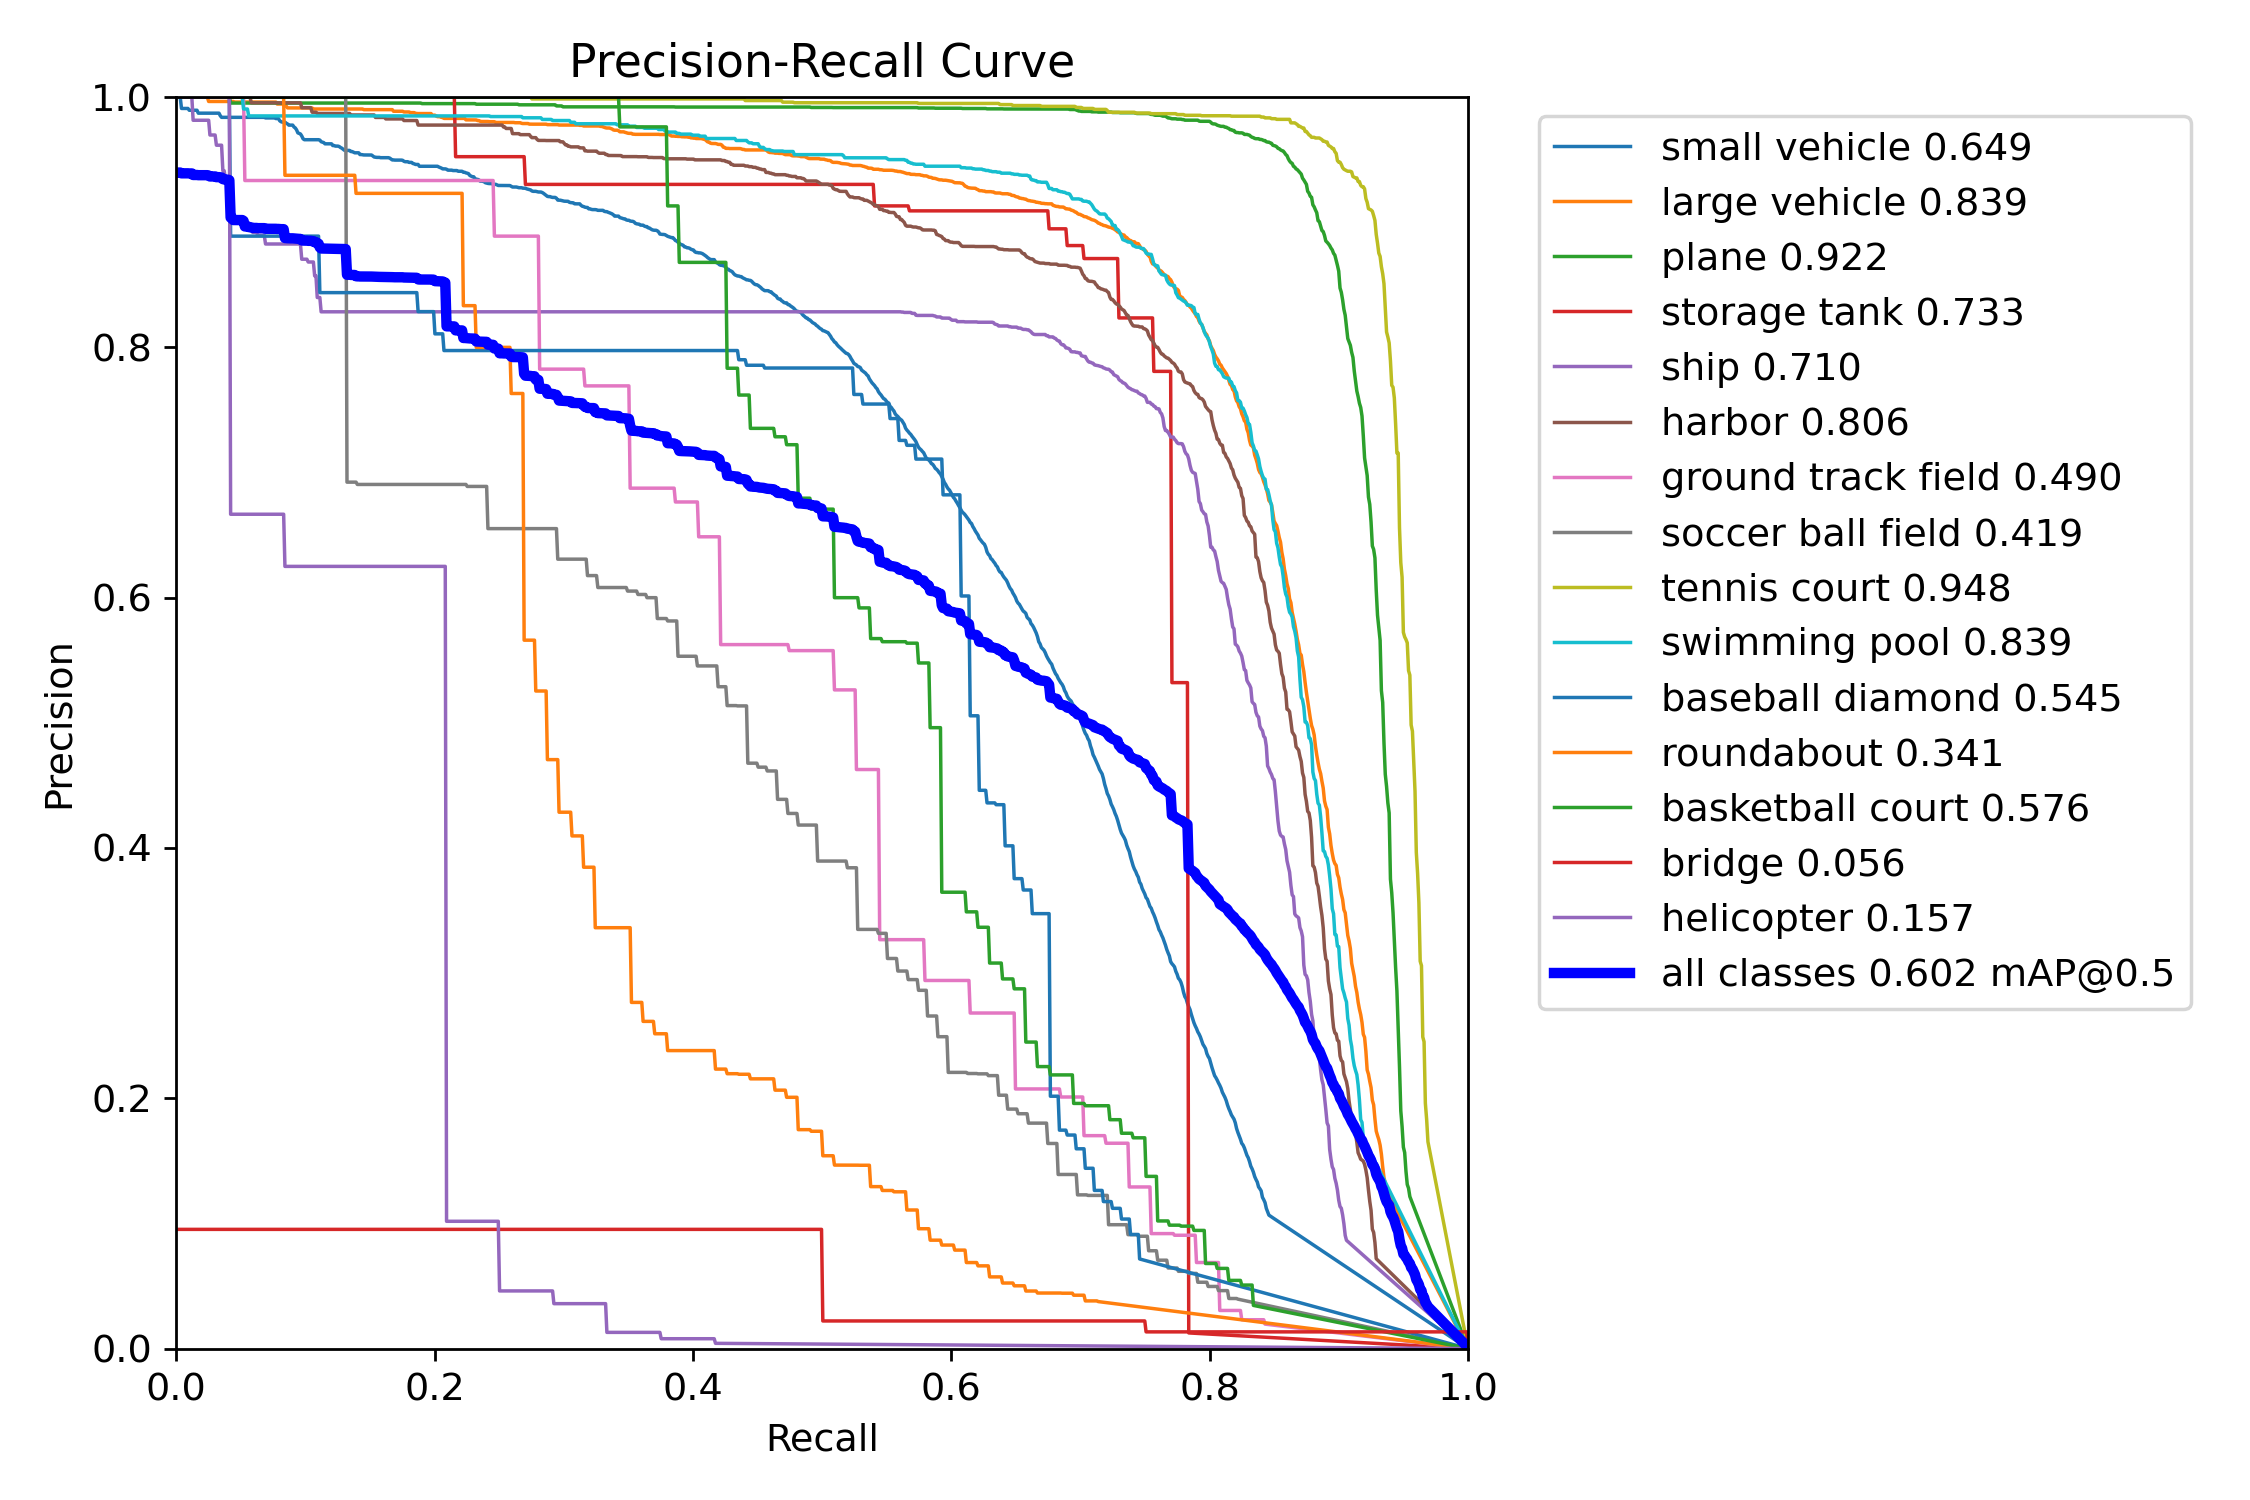 Precision-Recall Curve
1.0
0.8
0.6
0.4
0.2
0.0
Precision
0.0 0.2 0.4 0.6 0.8 1.0
Recall
small vehicle 0.649
large vehicle 0.839
plane 0.922
storage tank 0.733
ship 0.710
harbor 0.806
ground track field 0.490
soccer ball field 0.419
tennis court 0.948
swimming pool 0.839
baseball diamond 0.545
roundabout 0.341
basketball court 0.576
bridge 0.056
helicopter 0.157
all classes 0.602 mAP@0.5